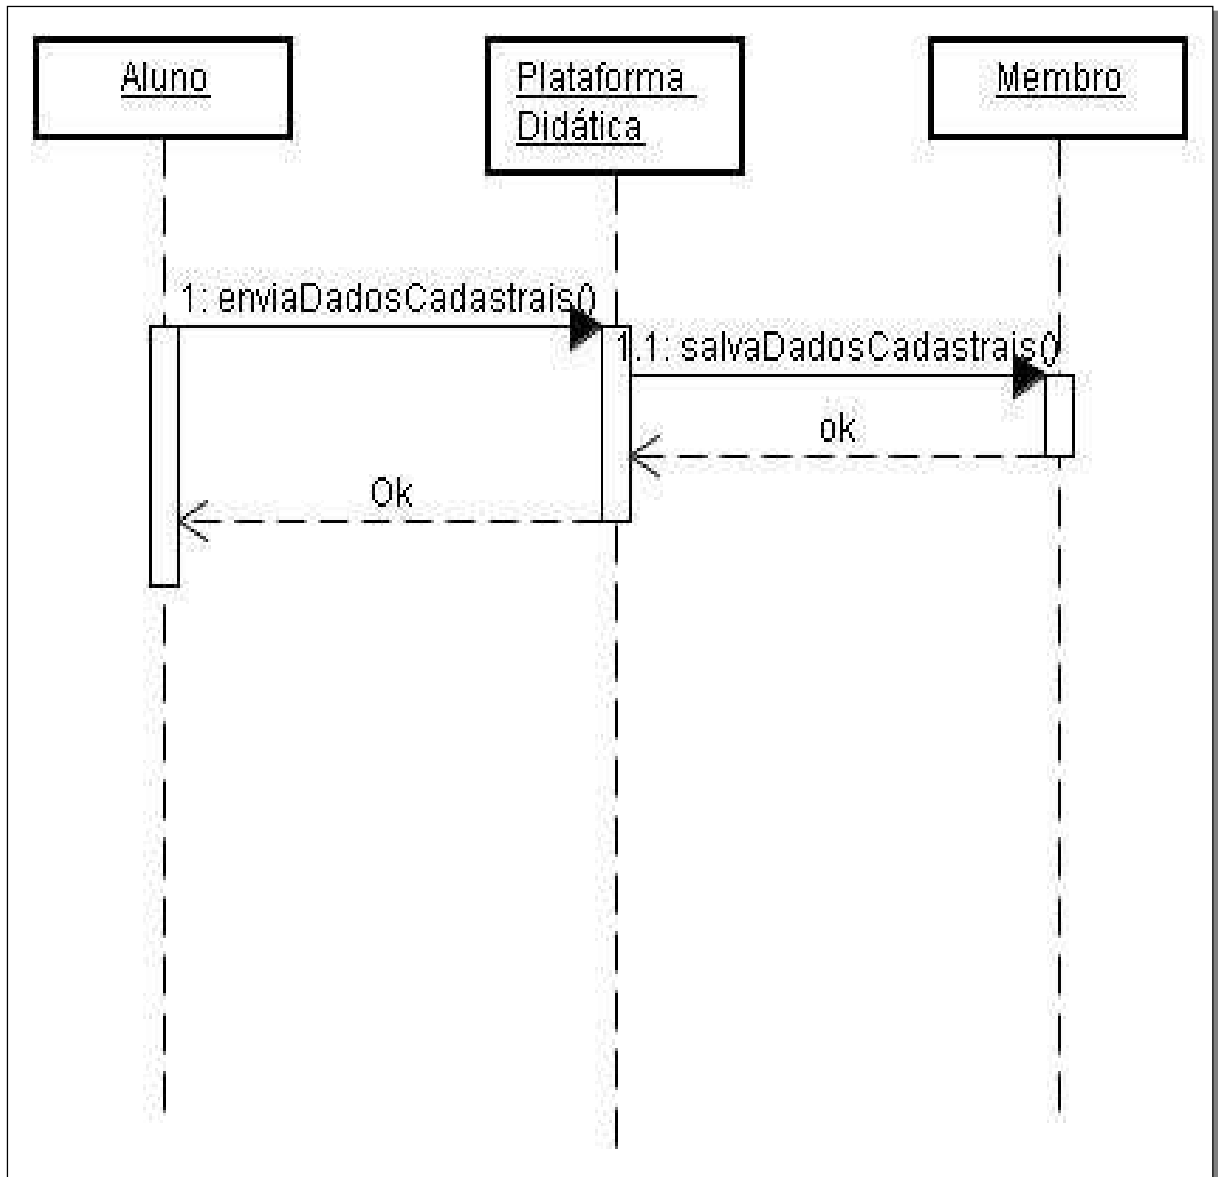 Aluno
Plataforma
Didática
Membro
1: enviaDadosCadastrais()
1.1: salvaDadosCadastrais()
ok
Ok